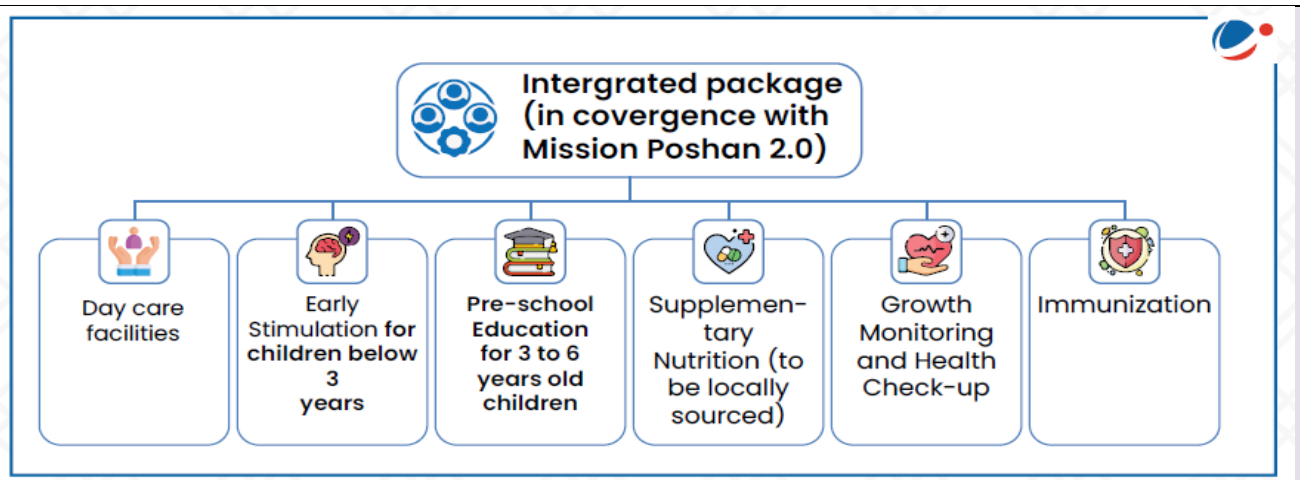 Intergrated package
(in covergence with
Mission Poshan 2.0)
Day care
facilities
Early
Stimulation for
children below
3
years
Pre-school
Education
for 3 to 6
years old
children
Supplemen-
tary
Nutrition (to
be locally
sourced)
Growth
Monitoring
and Health
Check-up
Immunization